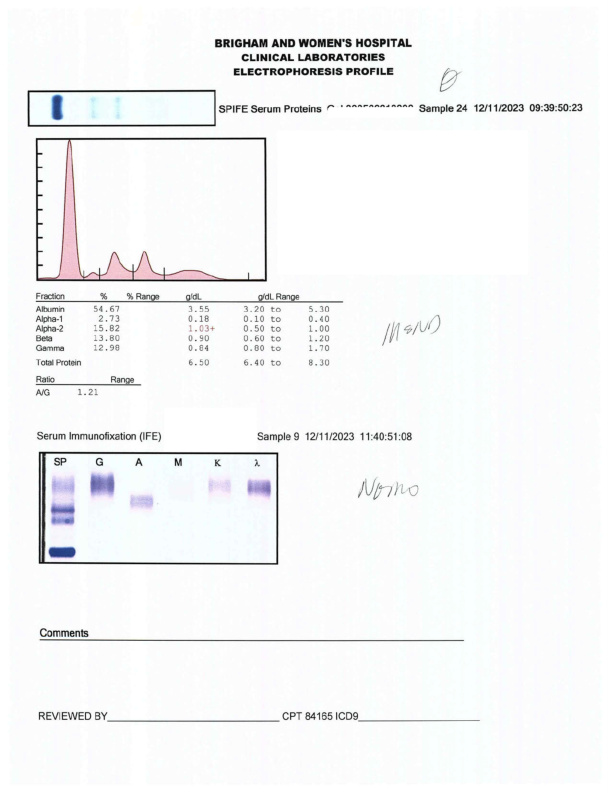 BRIGHAM AND WOMEN'S HOSPITAL
CLINICAL LABORATORIES
ELECTROPHORESIS PROFILE
SPIFE Serum Proteins Sample 24 12/11/2023 09:39:50:23
Fraction % % Range g/dL g/dL Range
Albumin 54.67 3.55 3.20 to 5.30
Alpha-1 2.73 0.18 0.10 to 0.40
Alpha-2 15.82 1.03+ 0.50 to 1.00
Beta 13.80 0.90 0.60 to 1.20
Gamma 12.98 0.84 0.80 to 1.70
Total Protein 6.50 6.40 to 8.30
Ratio Range
A/G 1.21
Serum Immunofixation (IFE) Sample 9 12/11/2023 11:40:51:08
SP G A M K λ
Nomo
Comments
REVIEWED BY CPT 84165 ICD9